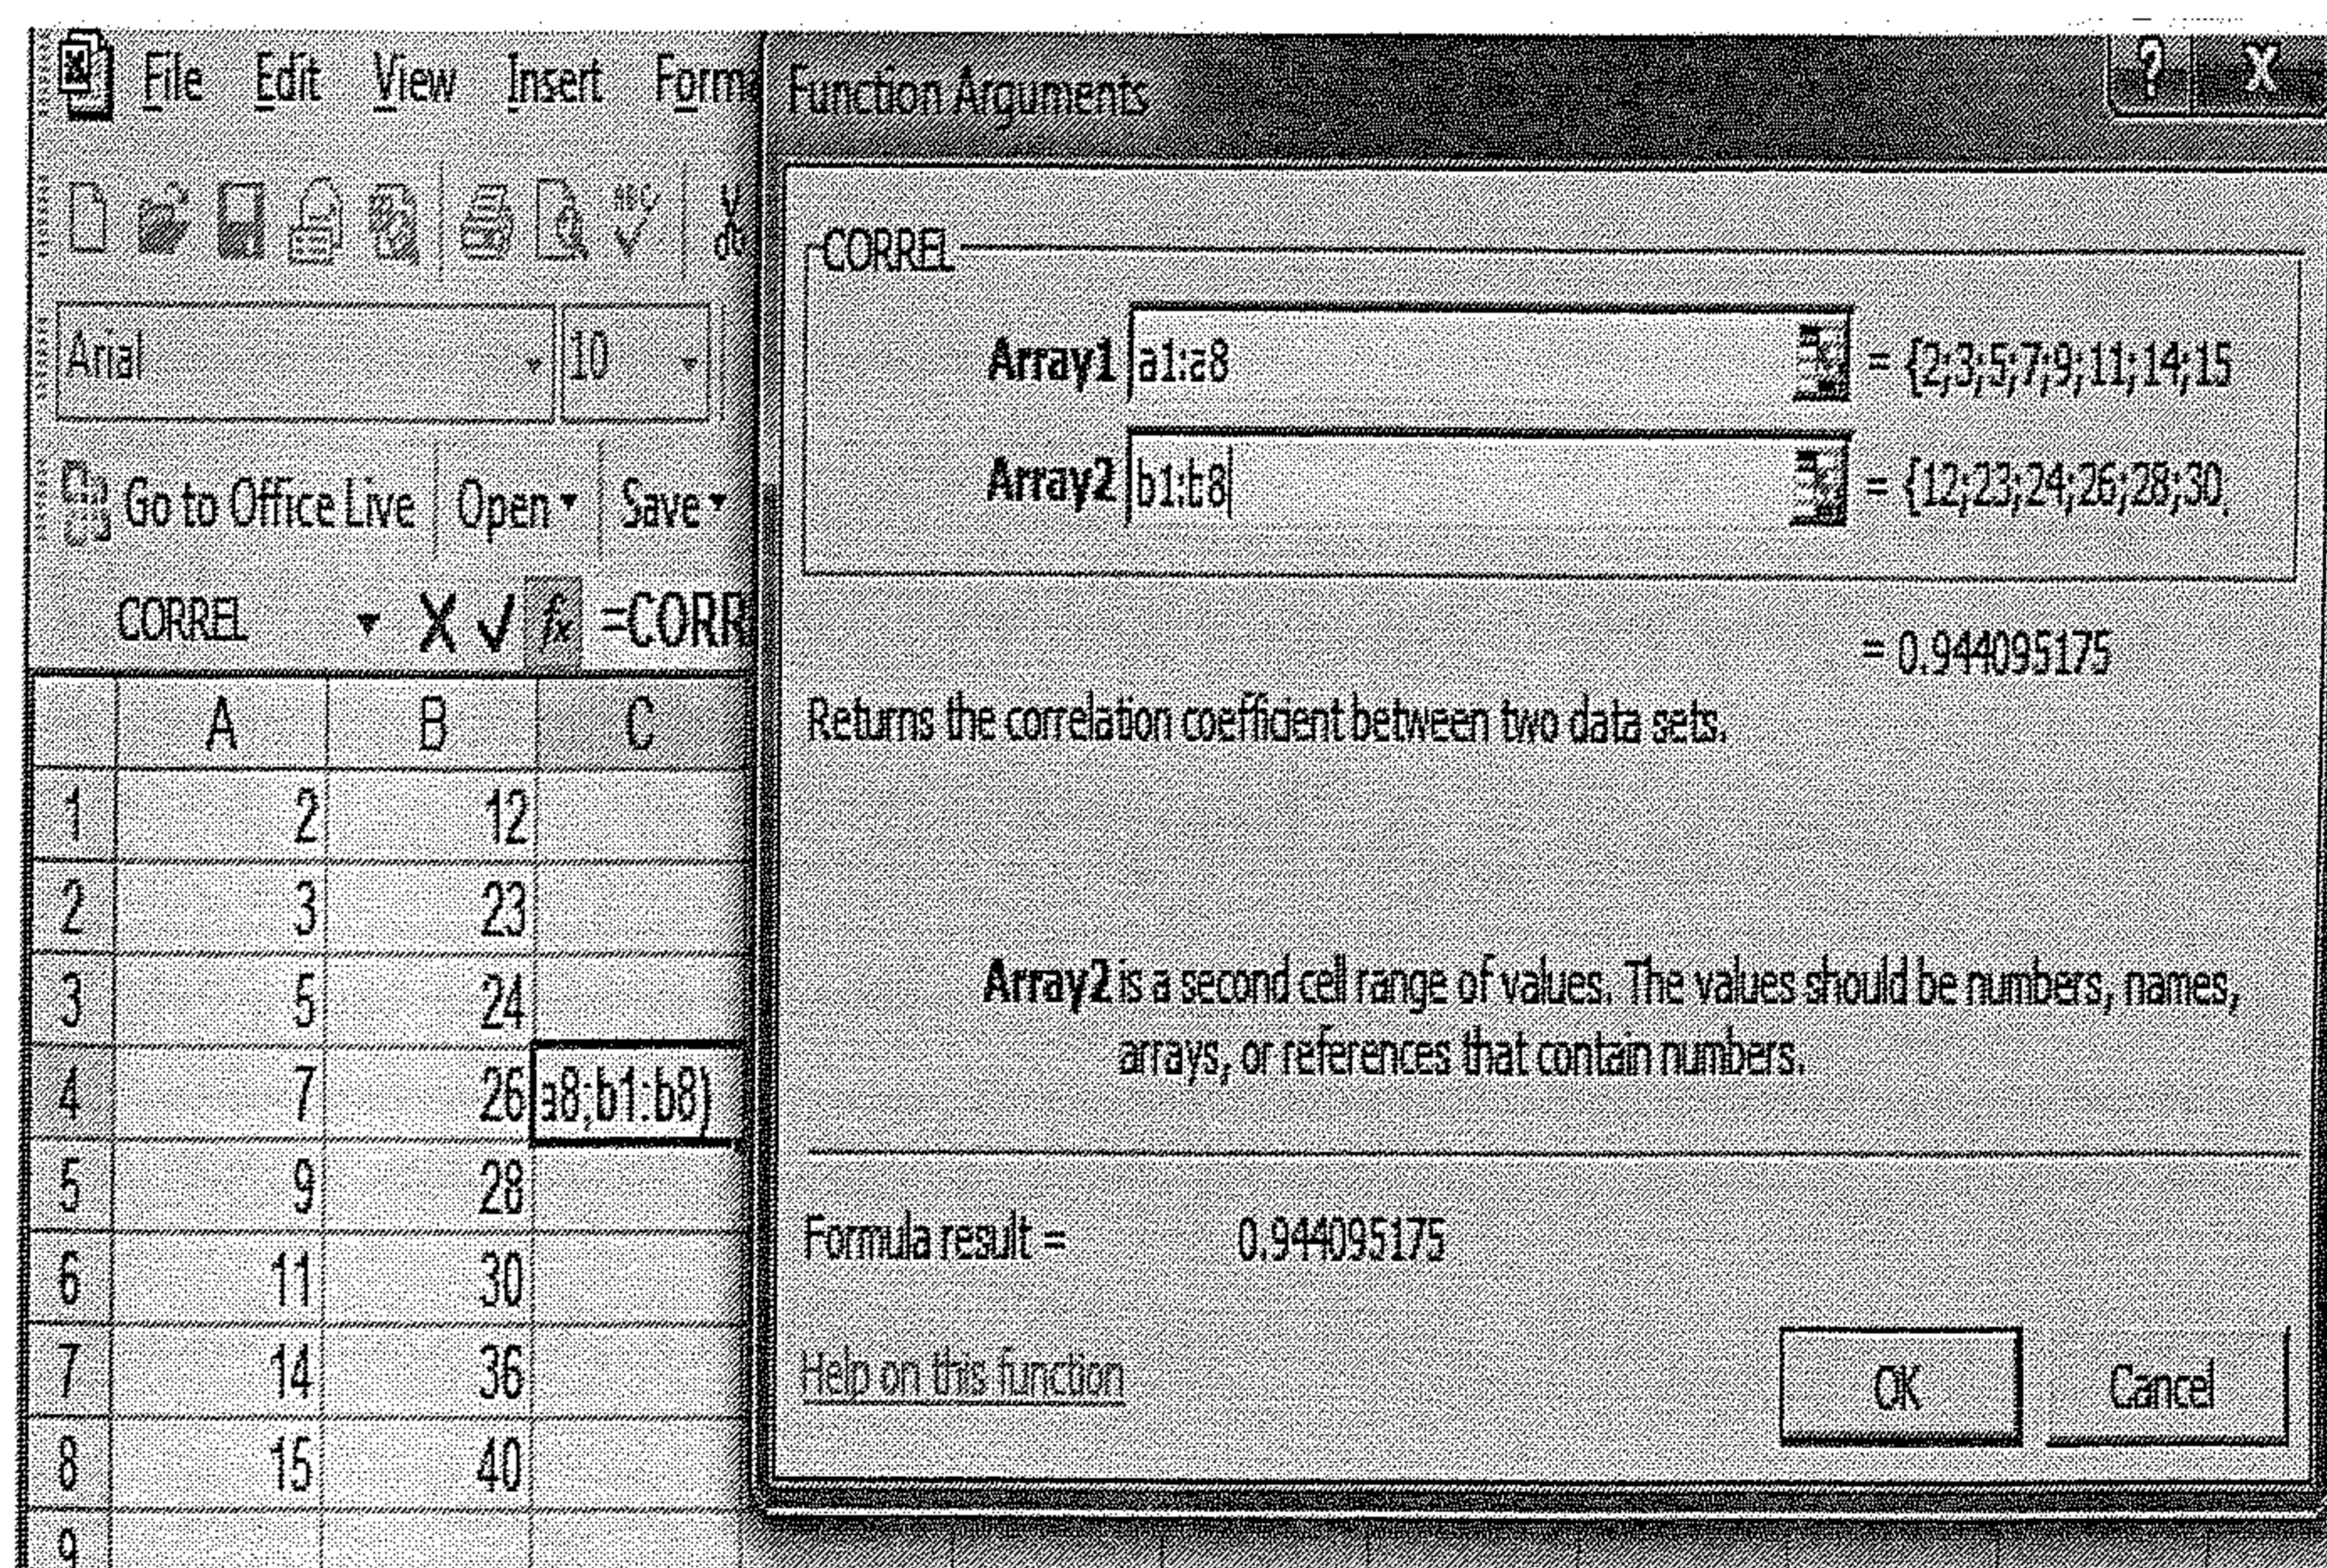 File Edit View Insert Form
ABC
Arial 10
Go to Office Live Open Save
CORREL X fx =CORR
A B C
1 2 12
2 3 23
3 5 24
4 7 26 a8;b1:b8)
5 9 28
6 11 30
7 14 36
8 15 40
9
Function Arguments ? X
CORREL
Array1 a1:a8 = {2;3;5;7;9;11;14;15
Array2 b1:b8 = {12;23;24;26;28;30;
= 0.944095175
Returns the correlation coefficient between two data sets.
Array2 is a second cell range of values. The values should be numbers, names,
arrays, or references that contain numbers.
Formula result = 0.944095175
Help on this function
OK Cancel